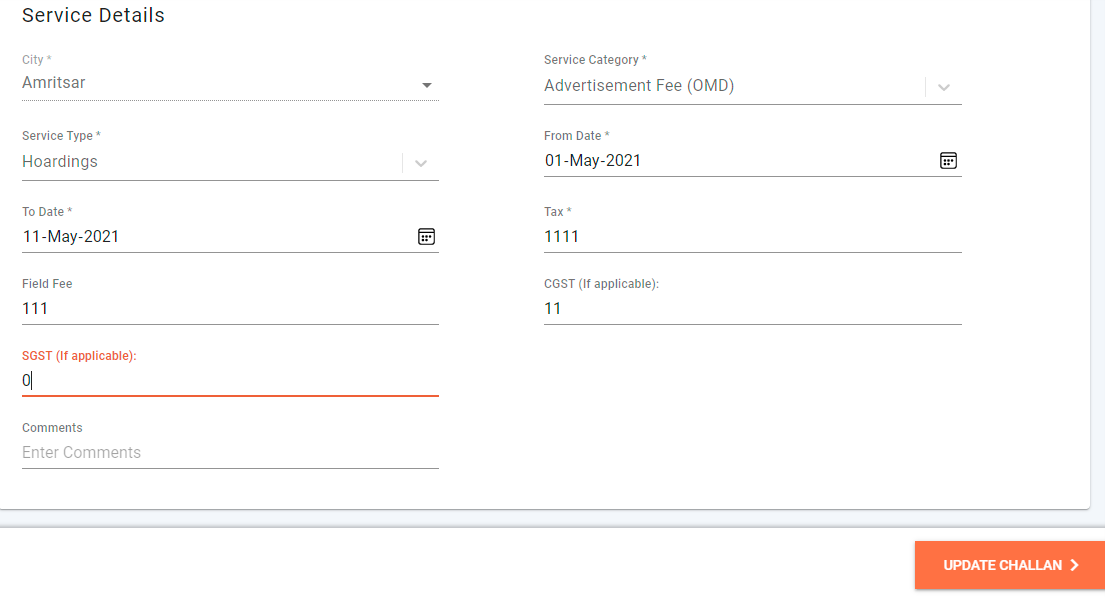 Service Details
City *
Amritsar
Service Category *
Advertisement Fee (OMD)
Service Type *
Hoardings
From Date *
01-May-2021
To Date *
11-May-2021
Tax *
1111
Field Fee
111
CGST (If applicable):
11
SGST (If applicable):
0
Comments
Enter Comments
UPDATE CHALLAN